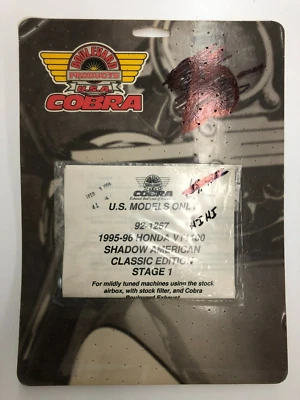 BOULEVARD
PRODUCTS
U.S.A.
COBRA
COBRA
U.S. MODELS ONLY
92-1267
1995-96 HONDA VT1100
SHADOW AMERICAN
CLASSIC EDITION
STAGE 1
For mildly tuned machines using the stock
airbox, with stock filter, and Cobra
Boulevard Exhaust